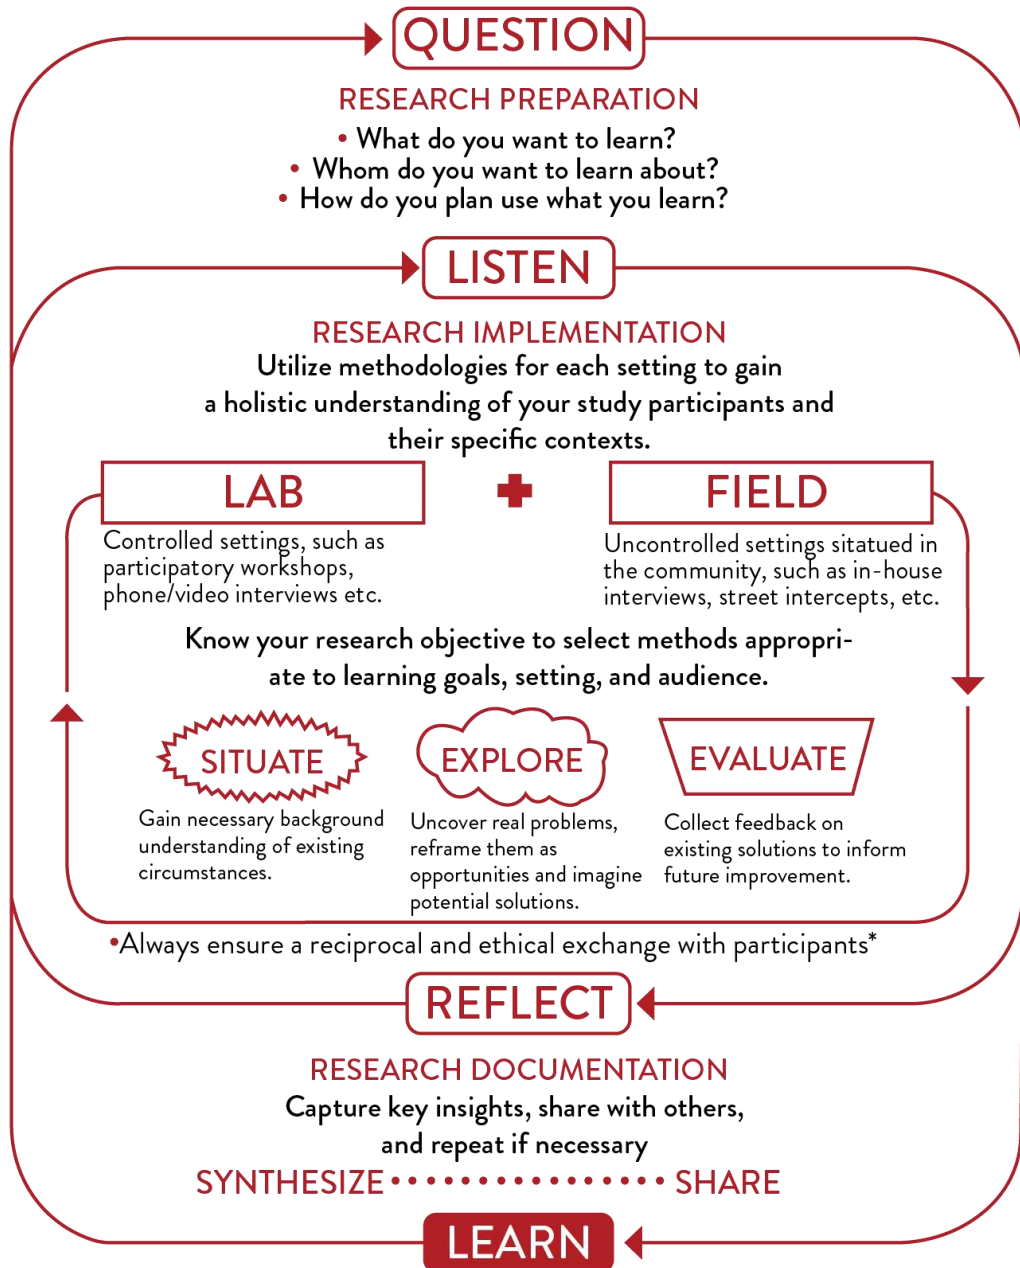 QUESTION
RESEARCH PREPARATION
• What do you want to learn?
• Whom do you want to learn about?
• How do you plan use what you learn?
LISTEN
RESEARCH IMPLEMENTATION
Utilize methodologies for each setting to gain
a holistic understanding of your study participants and
their specific contexts.
LAB
Controlled settings, such as
participatory workshops,
phone/video interviews etc.
FIELD
Uncontrolled settings sitatued in
the community, such as in-house
interviews, street intercepts, etc.
Know your research objective to select methods appropri-
ate to learning goals, setting, and audience.
SITUATE
Gain necessary background
understanding of existing
circumstances.
EXPLORE
Uncover real problems,
reframe them as
opportunities and imagine
potential solutions.
EVALUATE
Collect feedback on
existing solutions to inform
future improvement.
•Always ensure a reciprocal and ethical exchange with participants*
REFLECT
RESEARCH DOCUMENTATION
Capture key insights, share with others,
and repeat if necessary
SYNTHESIZE • • • • • • • • • • • • • • • • SHARE
LEARN